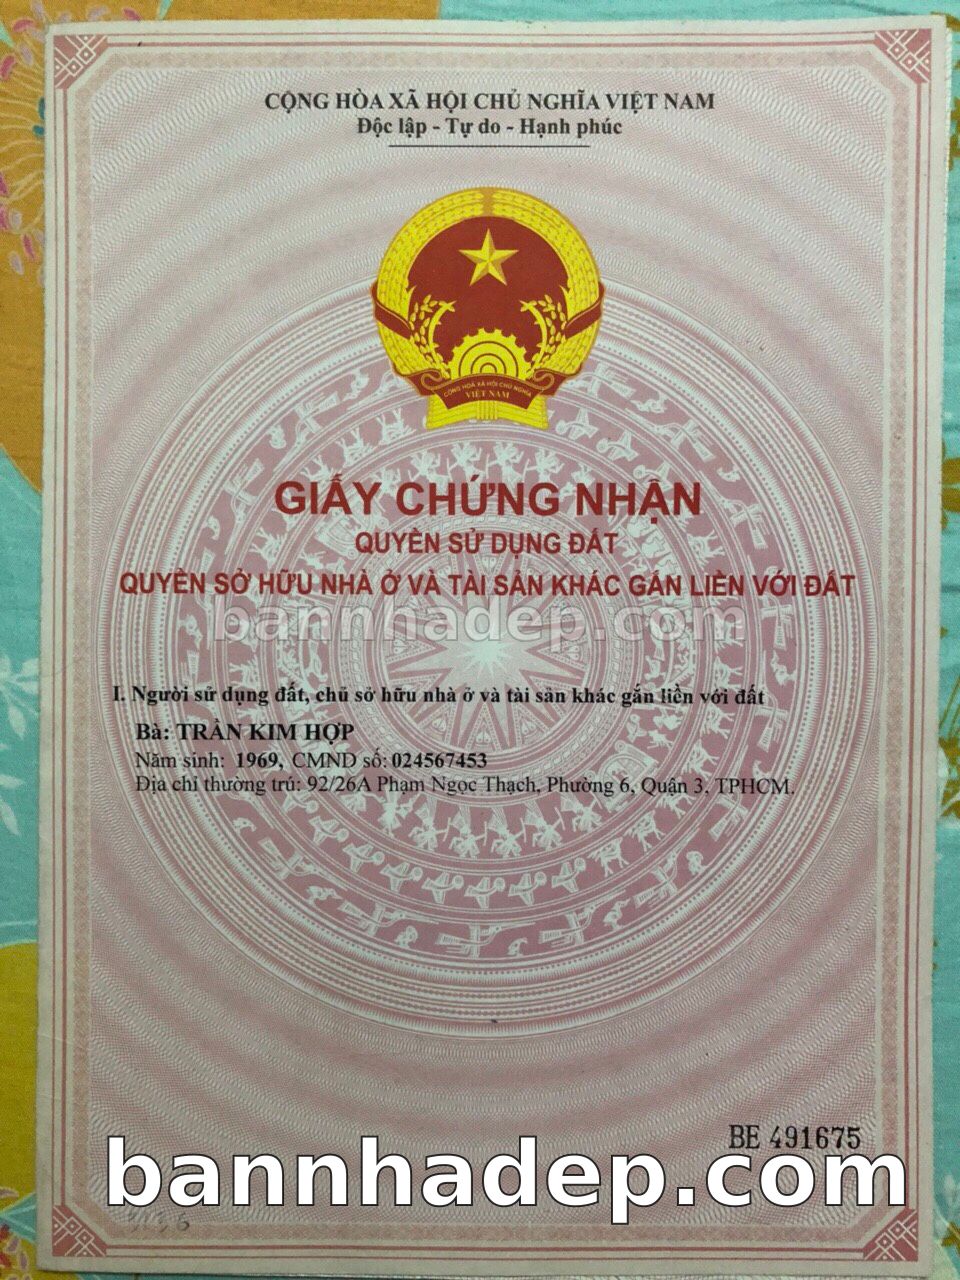 CỘNG HÒA XÃ HỘI CHỦ NGHĨA VIỆT NAM
Độc lập - Tự do - Hạnh phúc
CỘNG HOÀ XÃ HỘI CHỦ NGHĨA
VIỆT NAM
GIẤY CHỨNG NHẬN
QUYỀN SỬ DỤNG ĐẤT
QUYỀN SỞ HỮU NHÀ Ở VÀ TÀI SẢN KHÁC GẮN LIỀN VỚI ĐẤT
bannhadep.com
I. Người sử dụng đất, chủ sở hữu nhà ở và tài sản khác gắn liền với đất
Bà: TRẦN KIM HỢP
Năm sinh: 1969, CMND số: 024567453
Địa chỉ thường trú: 92/26A Phạm Ngọc Thạch, Phường 6, Quận 3, TPHCM.
BE 491675
bannhadep.com